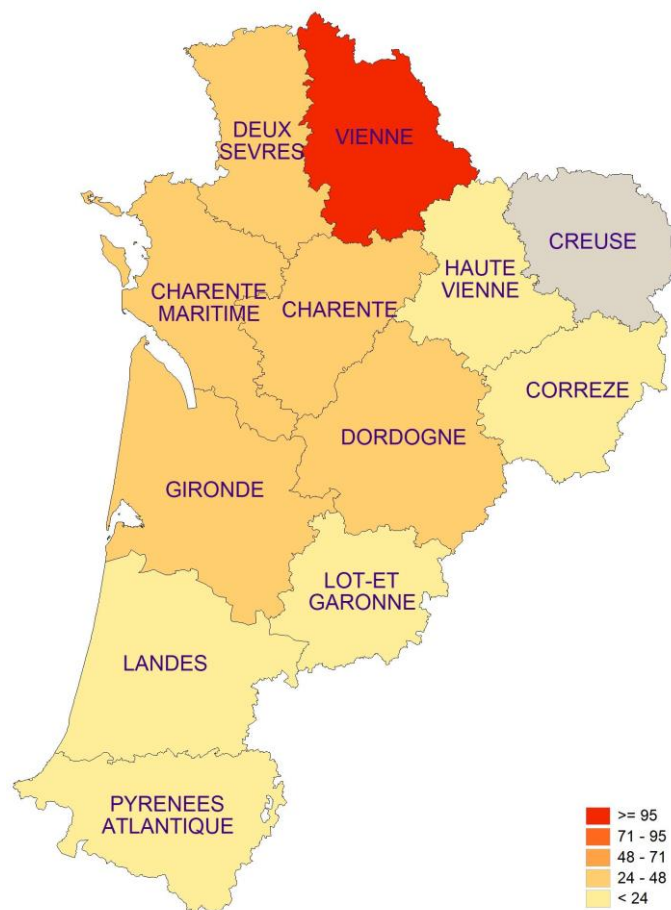 DEUX
SEVRES
VIENNE
CREUSE
HAUTE
VIENNE
CHARENTE
MARITIME
CHARENTE
CORREZE
DORDOGNE
GIRONDE
LOT-ET
GARONNE
LANDES
PYRENEES
ATLANTIQUE
>= 95
71 - 95
48 - 71
24 - 48
< 24